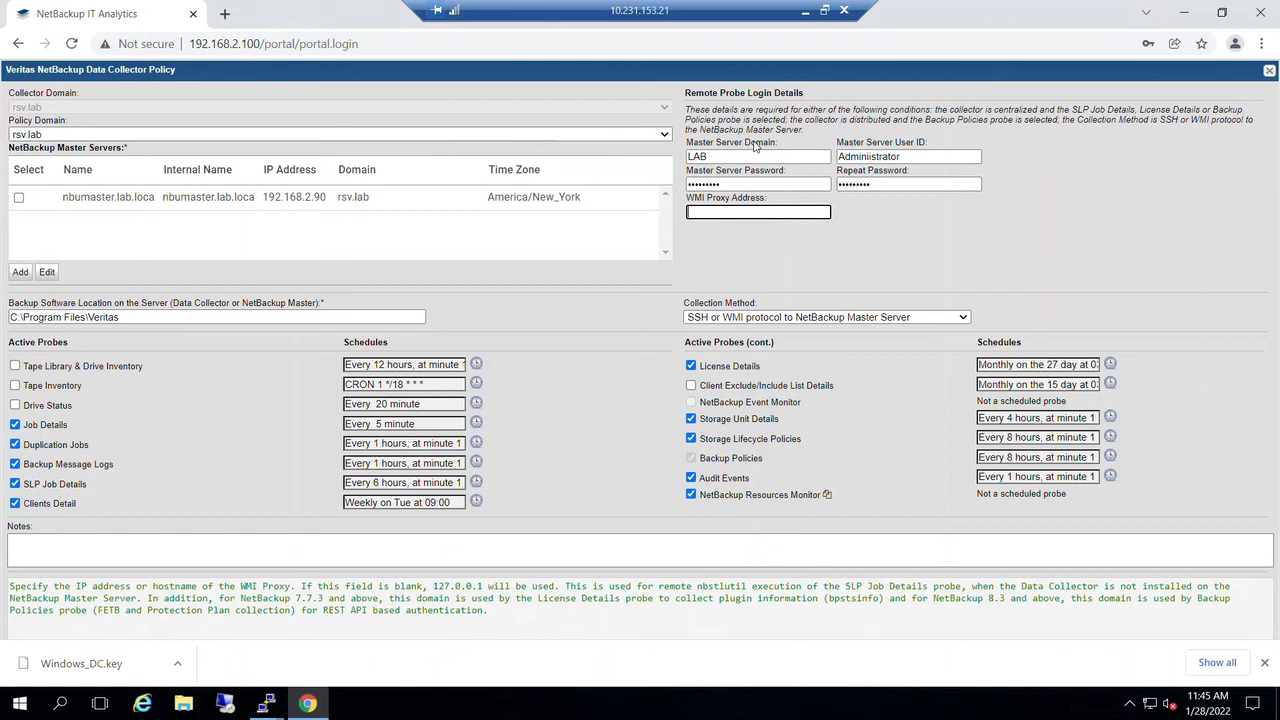 NetBackup IT Analytics
10.231.153.21
Not secure
192.168.2.100/portal/portal.login
Veritas NetBackup Data Collector Policy
Collector Domain:
rsv.lab
Policy Domain:
rsv.lab
NetBackup Master Servers:*
Select Name Internal Name IP Address Domain Time Zone
nbumaster.lab.loca nbumaster.lab.loca 192.168.2.90 rsv.lab America/New_York
Add Edit
Remote Probe Login Details
These details are required for either of the following conditions: the collector is centralized and the SLP Job Details, License Details or Backup
Policies probe is selected; the collector is distributed and the Backup Policies probe is selected; the Collection Method is SSH or WMI protocol to
the NetBackup Master Server.
Master Server Domain: Master Server User ID:
LAB Adminiistrator
Master Server Password: Repeat Password:
••••••••• •••••••••
WMI Proxy Address:
Backup Software Location on the Server (Data Collector or NetBackup Master):*
C:\Program Files\Veritas
Collection Method:
SSH or WMI protocol to NetBackup Master Server
Active Probes Schedules
Tape Library & Drive Inventory Every 12 hours, at minute 1
Tape Inventory CRON 1 */18 * * *
Drive Status Every 20 minute
Job Details Every 5 minute
Duplication Jobs Every 1 hours, at minute 1
Backup Message Logs Every 1 hours, at minute 1
SLP Job Details Every 6 hours, at minute 1
Clients Detail Weekly on Tue at 09:00
Active Probes (cont.) Schedules
License Details Monthly on the 27 day at 03
Client Exclude/Include List Details Monthly on the 15 day at 03
NetBackup Event Monitor Not a scheduled probe
Storage Unit Details Every 4 hours, at minute 1
Storage Lifecycle Policies Every 8 hours, at minute 1
Backup Policies Every 8 hours, at minute 1
Audit Events Every 1 hours, at minute 1
NetBackup Resources Monitor Not a scheduled probe
Notes:
Specify the IP address or hostname of the WMI Proxy. If this field is blank, 127.0.0.1 will be used. This is used for remote nbstlutil execution of the SLP Job Details probe, when the Data Collector is not installed on the
NetBackup Master Server. In addition, for NetBackup 7.7.3 and above, this domain is used by the License Details probe to collect plugin information (bpstsinfo) and for NetBackup 8.3 and above, this domain is used by Backup
Policies probe (FETB and Protection Plan collection) for REST API based authentication.
Windows_DC.key
Show all
11:45 AM
1/28/2022